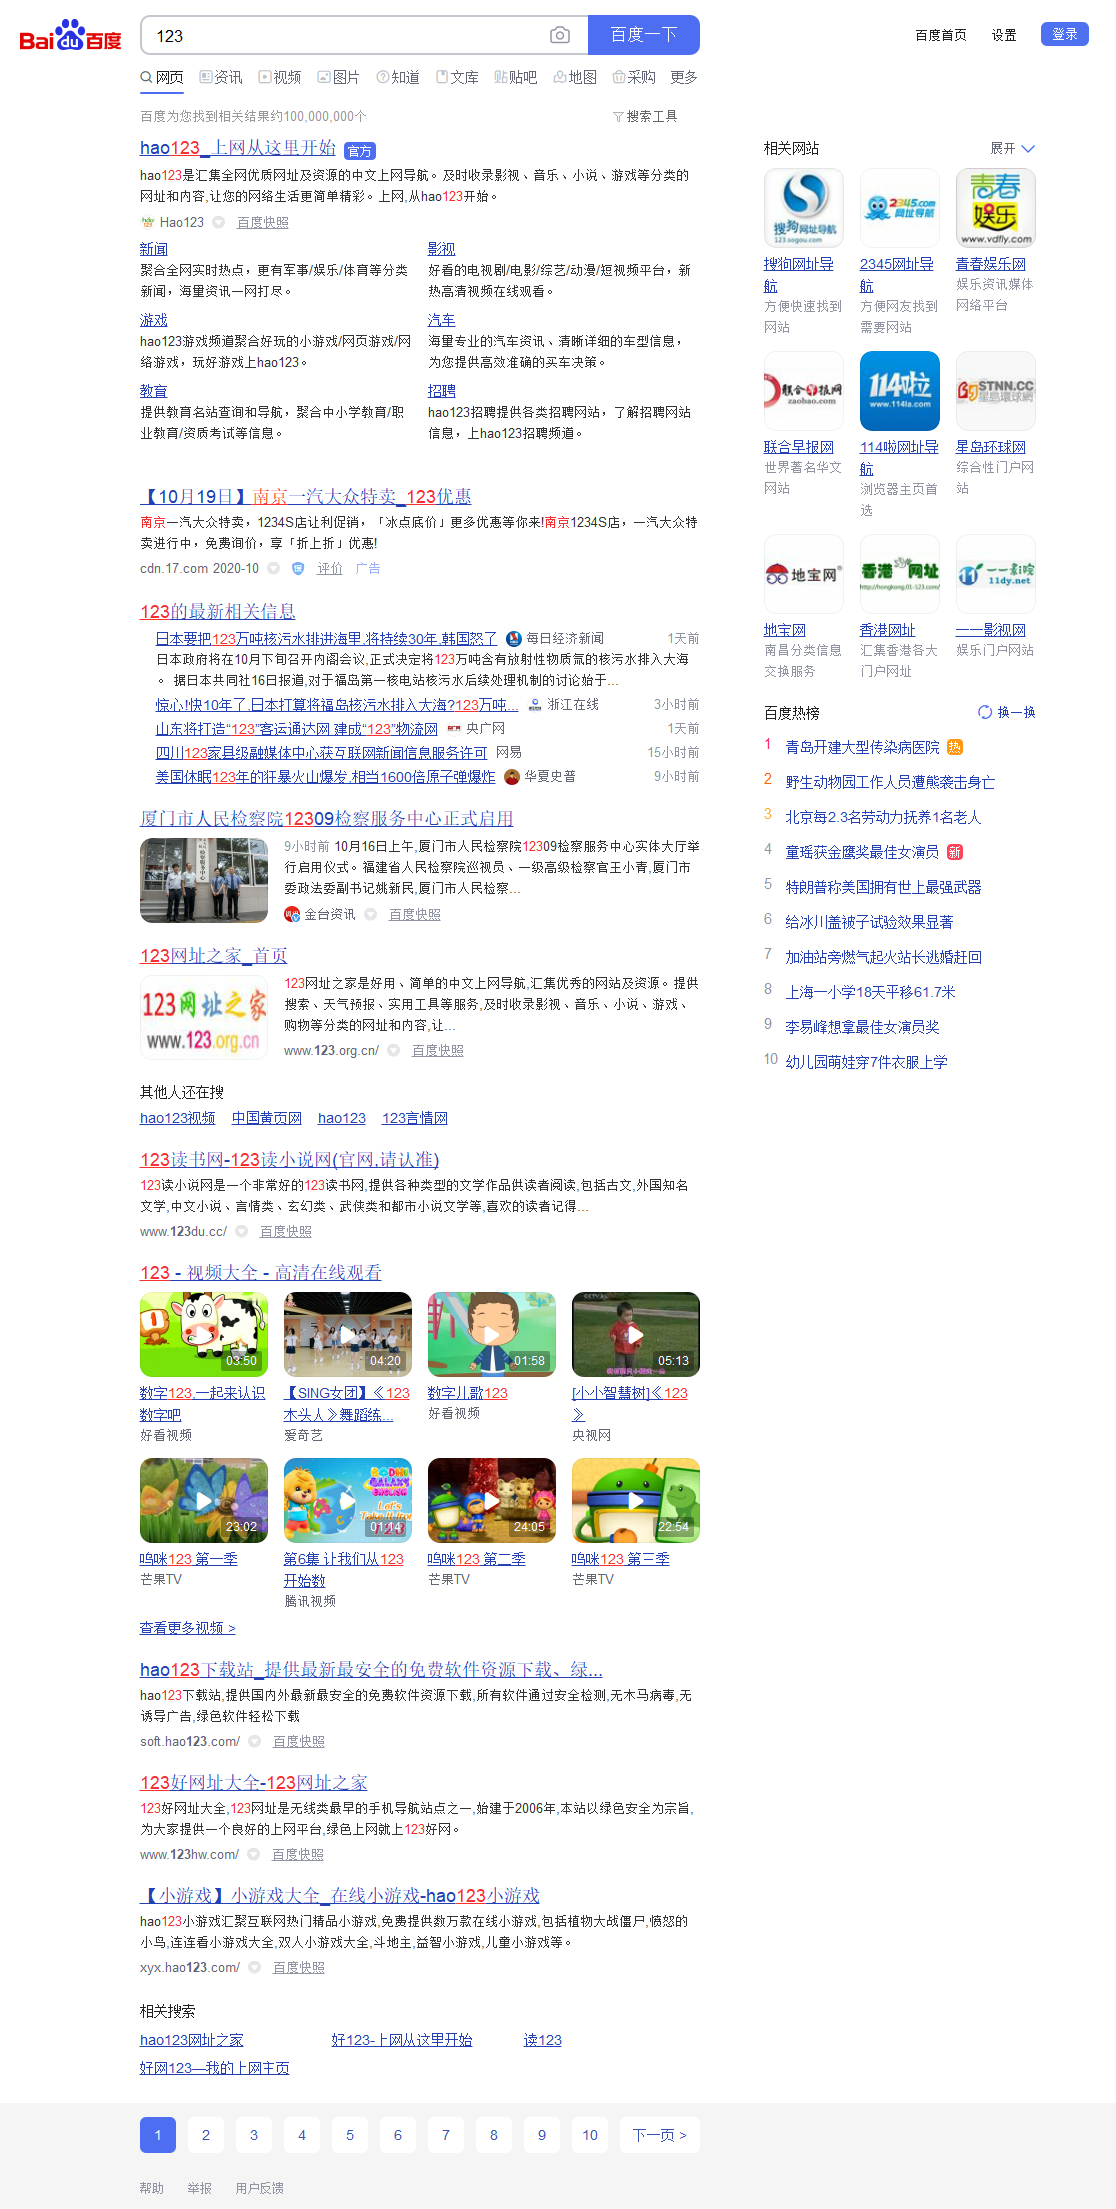 Bai du 百度
123
百度一下
百度首页 设置 登录
网页 资讯 视频 图片 知道 文库 贴吧 地图 采购 更多
百度为您找到相关结果约100,000,000个
搜索工具
hao123_上网从这里开始 官方
hao123是汇集全网优质网址及资源的中文上网导航。及时收录影视、音乐、小说、游戏等分类的
网址和内容,让您的网络生活更简单精彩。上网,从hao123开始。
Hao123 百度快照
新闻
聚合全网实时热点，更有军事/娱乐/体育等分类
新闻，海量资讯一网打尽。
影视
好看的电视剧/电影/综艺/动漫/短视频平台，新
热高清视频在线观看。
游戏
hao123游戏频道聚合好玩的小游戏/网页游戏/网
络游戏，玩好游戏上hao123。
汽车
海量专业的汽车资讯、清晰详细的车型信息，
为您提供高效准确的买车决策。
教育
提供教育名站查询和导航，聚合中小学教育/职
业教育/资质考试等信息。
招聘
hao123招聘提供各类招聘网站，了解招聘网站
信息，上hao123招聘频道。
【10月19日】南京一汽大众特卖_123优惠
南京一汽大众特卖，1234S店让利促销，「冰点底价」更多优惠等你来!南京1234S店，一汽大众特
卖进行中，免费询价，享「折上折」优惠!
cdn.17.com 2020-10 评价 广告
123的最新相关信息
日本要把123万吨核污水排进海里,将持续30年,韩国怒了 每日经济新闻 1天前
日本政府将在10月下旬召开内阁会议,正式决定将123万吨含有放射性物质氚的核污水排入大海
。 据日本共同社16日报道,对于福岛第一核电站核污水后续处理机制的讨论始于...
惊心!快10年了,日本打算将福岛核污水排入大海?123万吨... 浙江在线 3小时前
山东将打造“123”客运通达网 建成“123”物流网 央广网 1天前
四川123家县级融媒体中心获互联网新闻信息服务许可 网易 15小时前
美国休眠123年的狂暴火山爆发,相当1600倍原子弹爆炸 华夏史普 9小时前
厦门市人民检察院12309检察服务中心正式启用
9小时前 10月16日上午,厦门市人民检察院12309检察服务中心实体大厅举
行启用仪式。福建省人民检察院巡视员、一级高级检察官王小青,厦门市
委政法委副书记姚新民,厦门市人民检察...
金台资讯 百度快照
123网址之家_首页
123网址之家
www.123.org.cn
123网址之家是好用、简单的中文上网导航,汇集优秀的网站及资源。提供
搜索、天气预报、实用工具等服务,及时收录影视、音乐、小说、游戏、
购物等分类的网址和内容,让...
www.123.org.cn/ 百度快照
其他人还在搜
hao123视频 中国黄页网 hao123 123言情网
123读书网-123读小说网(官网,请认准)
123读小说网是一个非常好的123读书网,提供各种类型的文学作品供读者阅读,包括古文,外国知名
文学,中文小说、言情类、玄幻类、武侠类和都市小说文学等,喜欢的读者记得...
www.123du.cc/ 百度快照
123 - 视频大全 - 高清在线观看
03:50 04:20 01:58 05:13
数字123,一起来认识
数字吧
好看视频
【SING女团】《123
木头人》舞蹈练...
爱奇艺
数字儿歌123
好看视频
[小小智慧树]《123
》
央视网
23:02 01:14 24:05 22:54
呜咪123 第一季
芒果TV
第6集 让我们从123
开始数
腾讯视频
呜咪123 第二季
芒果TV
呜咪123 第三季
芒果TV
查看更多视频 >
hao123下载站_提供最新最安全的免费软件资源下载、绿...
hao123下载站,提供国内外最新最安全的免费软件资源下载,所有软件通过安全检测,无木马病毒,无
诱导广告,绿色软件轻松下载
soft.hao123.com/ 百度快照
123好网址大全-123网址之家
123好网址大全,123网址是无线类最早的手机导航站点之一,始建于2006年,本站以绿色安全为宗旨,
为大家提供一个良好的上网平台,绿色上网就上123好网。
www.123hw.com/ 百度快照
【小游戏】小游戏大全_在线小游戏-hao123小游戏
hao123小游戏汇聚互联网热门精品小游戏,免费提供数万款在线小游戏,包括植物大战僵尸,愤怒的
小鸟,连连看小游戏大全,双人小游戏大全,斗地主,益智小游戏,儿童小游戏等。
xyx.hao123.com/ 百度快照
相关搜索
hao123网址之家 好123-上网从这里开始 读123
好网123—我的上网主页
1 2 3 4 5 6 7 8 9 10 下一页 >
帮助 举报 用户反馈
相关网站 展开
搜狗网址导航
123.sogou.com
2345.com
网址导航
青春
娱乐
www.vdfly.com
搜狗网址导
航
方便快速找到
网站
2345网址导
航
方便网友找到
需要网站
青春娱乐网
娱乐资讯媒体
网络平台
联合早报网
zaobao.com
114啦
www.114la.com
STNN.CC
星島環球網
联合早报网
世界著名华文
网站
114啦网址导
航
浏览器主页首
选
星岛环球网
综合性门户网
站
地宝网
香港网址
http://hongkong.01-123.com/
一一影院
11dy.net
地宝网
南昌分类信息
交换服务
香港网址
汇集香港各大
门户网址
一一影视网
娱乐门户网站
百度热榜 换一换
1 青岛开建大型传染病医院 热
2 野生动物园工作人员遭熊袭击身亡
3 北京每2.3名劳动力抚养1名老人
4 童瑶获金鹰奖最佳女演员 新
5 特朗普称美国拥有世上最强武器
6 给冰川盖被子试验效果显著
7 加油站旁燃气起火站长逃婚赶回
8 上海一小学18天平移61.7米
9 李易峰想拿最佳女演员奖
10 幼儿园萌娃穿7件衣服上学